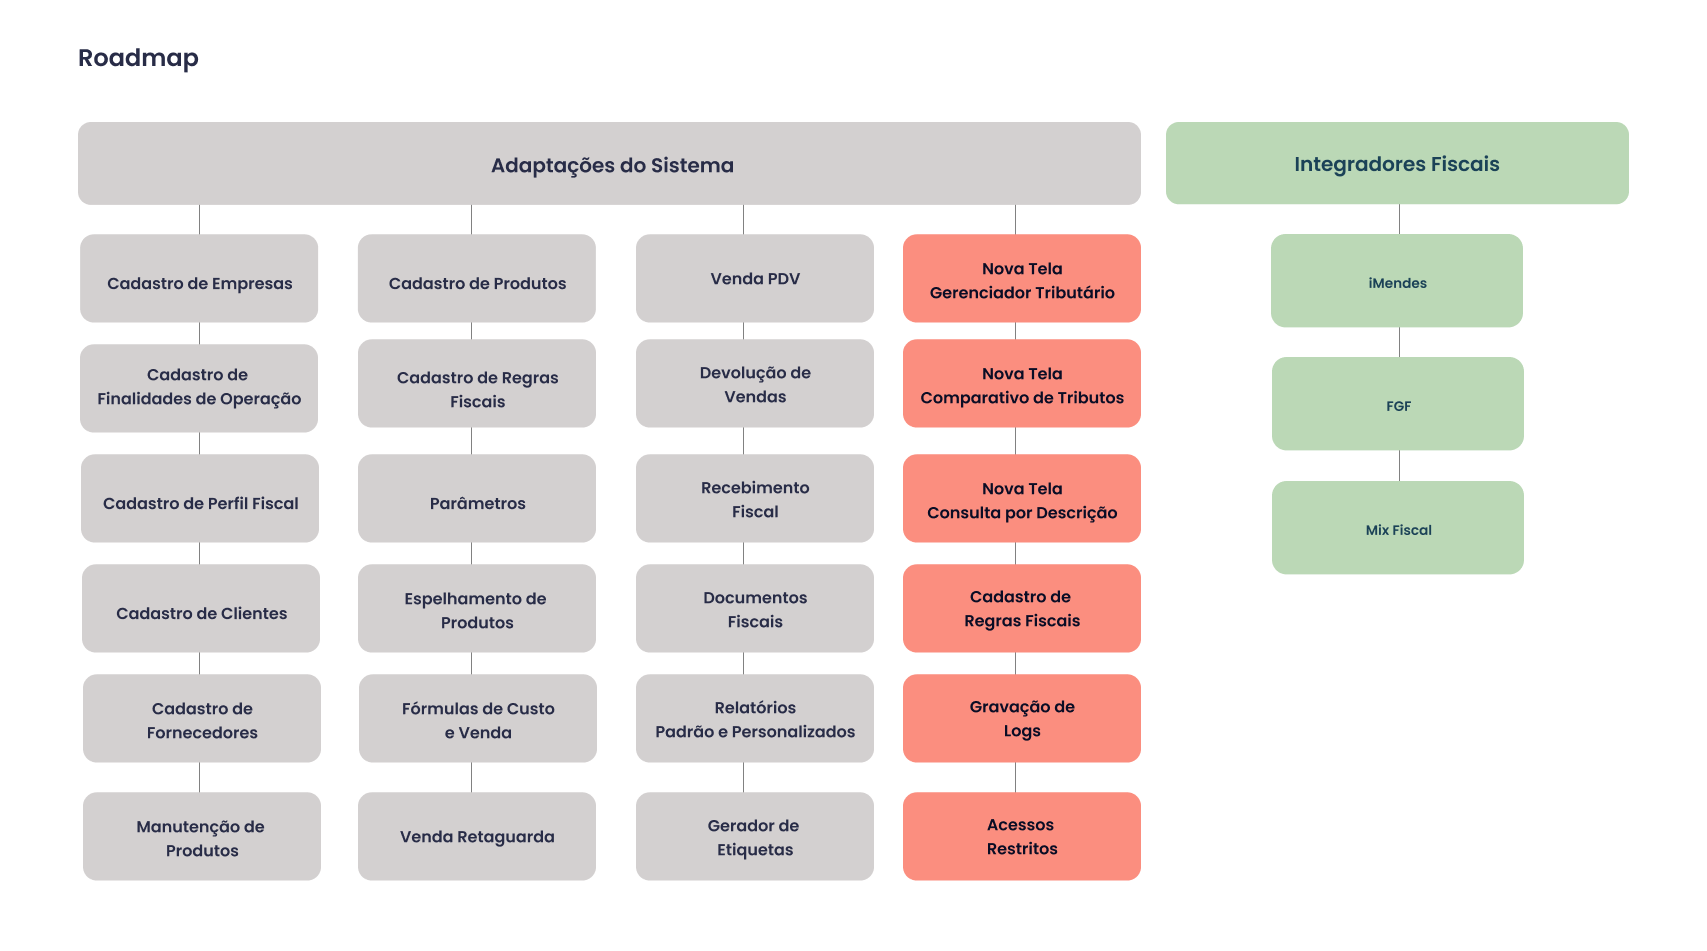 Roadmap
Adaptações do Sistema
Cadastro de Empresas
Cadastro de
Finalidades de Operação
Cadastro de Perfil Fiscal
Cadastro de Clientes
Cadastro de
Fornecedores
Manutenção de
Produtos
Cadastro de Produtos
Cadastro de Regras
Fiscais
Parâmetros
Espelhamento de
Produtos
Fórmulas de Custo
e Venda
Venda Retaguarda
Venda PDV
Devolução de
Vendas
Recebimento
Fiscal
Documentos
Fiscais
Relatórios
Padrão e Personalizados
Gerador de
Etiquetas
Nova Tela
Gerenciador Tributário
Nova Tela
Comparativo de Tributos
Nova Tela
Consulta por Descrição
Cadastro de
Regras Fiscais
Gravação de
Logs
Acessos
Restritos
Integradores Fiscais
iMendes
FGF
Mix Fiscal